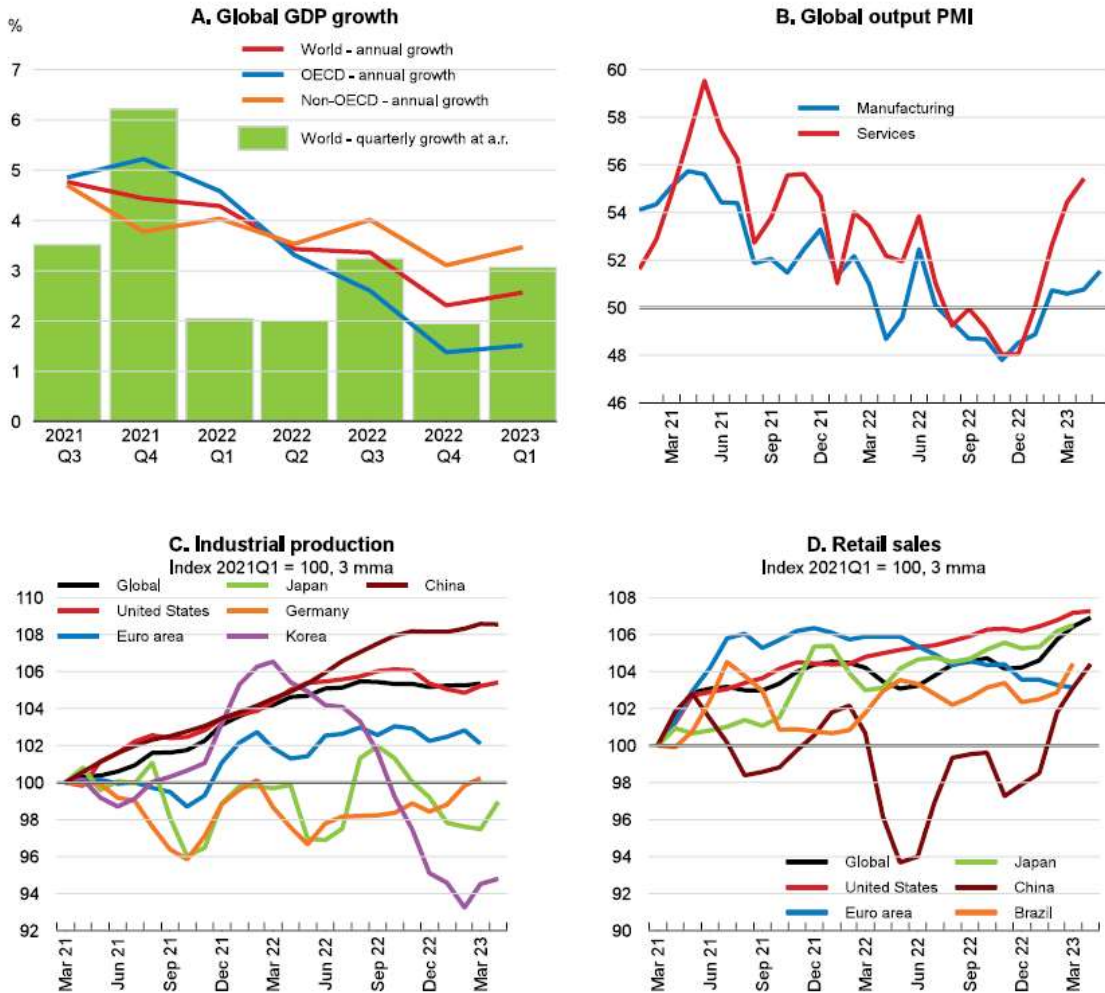 A. Global GDP growth
%
World - annual growth
OECD - annual growth
Non-OECD - annual growth
World - quarterly growth at a.r.
7
6
5
4
3
2
1
0
2021 Q3
2021 Q4
2022 Q1
2022 Q2
2022 Q3
2022 Q4
2023 Q1
B. Global output PMI
Manufacturing
Services
60
58
56
54
52
50
48
46
Mar 21
Jun 21
Sep 21
Dec 21
Mar 22
Jun 22
Sep 22
Dec 22
Mar 23
C. Industrial production
Index 2021Q1 = 100, 3 mma
Global
Japan
China
United States
Germany
Euro area
Korea
110
108
106
104
102
100
98
96
94
92
Mar 21
Jun 21
Sep 21
Dec 21
Mar 22
Jun 22
Sep 22
Dec 22
Mar 23
D. Retail sales
Index 2021Q1 = 100, 3 mma
108
106
104
102
100
98
96
94
92
90
Global
Japan
United States
China
Euro area
Brazil
Mar 21
Jun 21
Sep 21
Dec 21
Mar 22
Jun 22
Sep 22
Dec 22
Mar 23